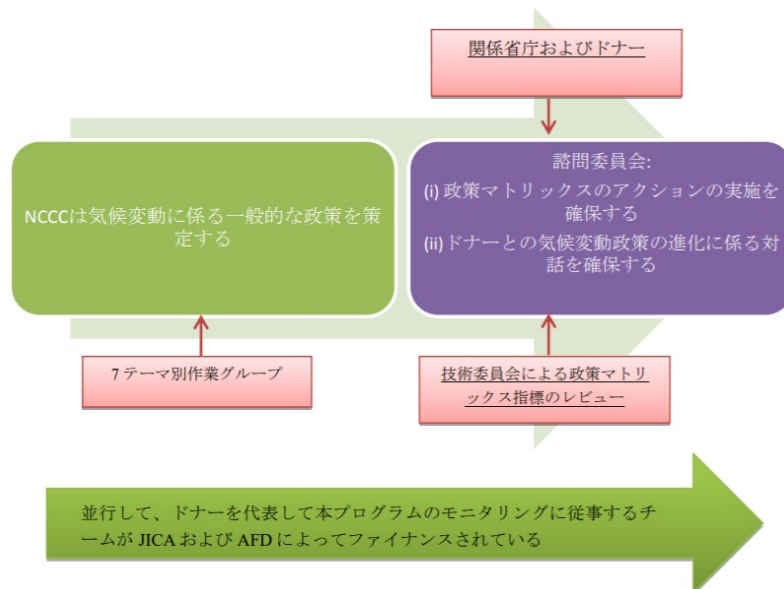 関係省庁およびドナー
NCCCは気候変動に係る一般的な政策を策
定する
諮問委員会:
(i) 政策マトリックスのアクションの実施を
確保する
(ii) ドナーとの気候変動政策の進化に係る対
話を確保する
7 テーマ別作業グループ
技術委員会による政策マトリ
ックス指標のレビュー
並行して、ドナーを代表して本プログラムのモニタリングに従事するチ
ームが JICA および AFD によってファイナンスされている